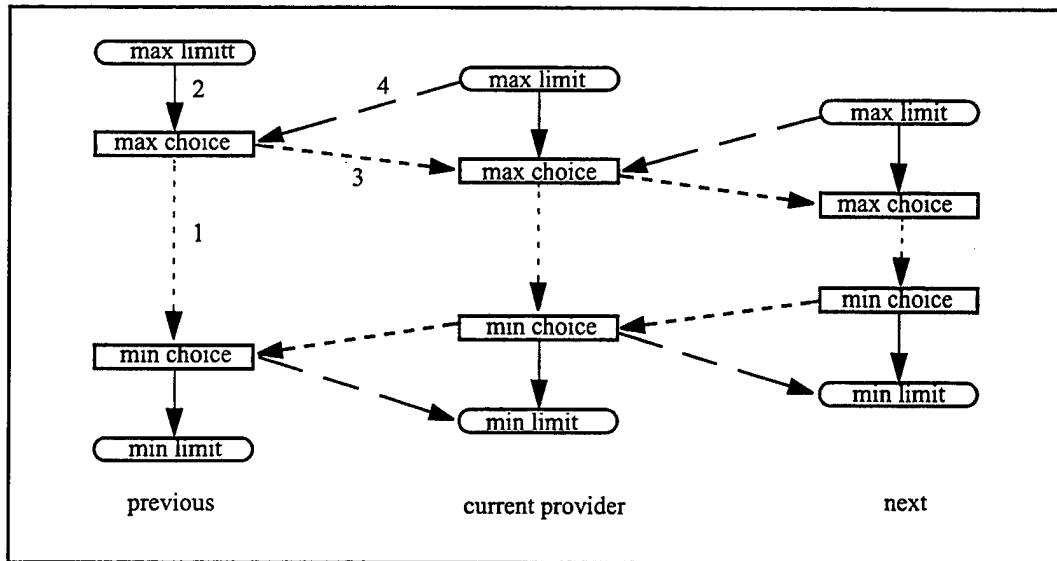 max limitt
2
max choice
1
min choice
min limit
previous
4
3
max limit
max choice
min choice
min limit
current provider
max limit
max choice
min choice
min limit
next